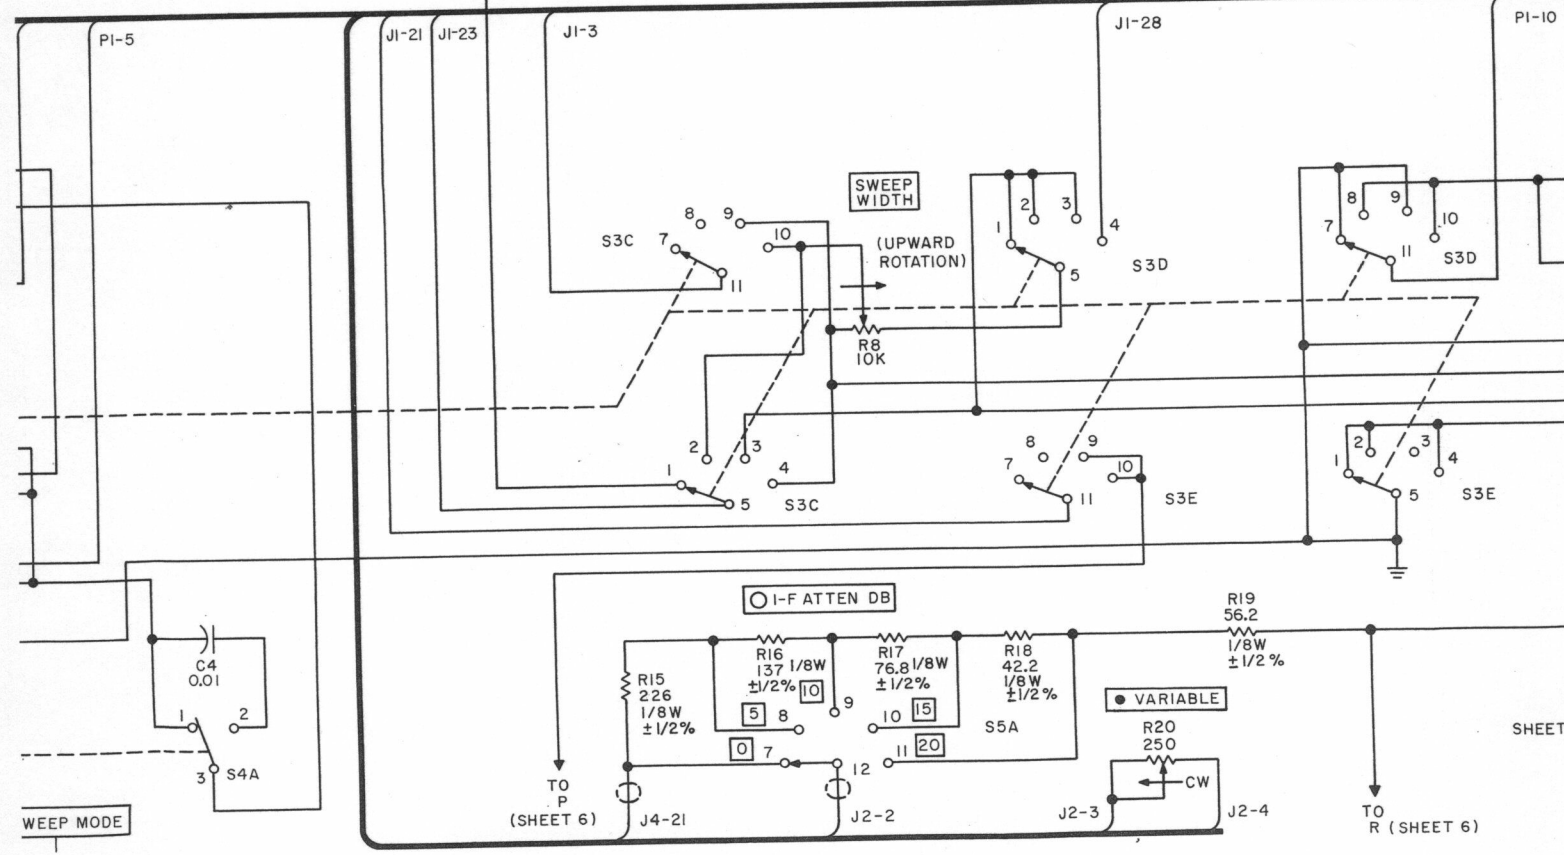 P1-5
J1-21
J1-23
J1-3
J1-28
P1-10
SWEEP
WIDTH
(UPWARD
ROTATION)
S3C
7
8
9
10
11
1
2
3
4
5
S3D
7
8
9
10
11
S3D
R8
10K
1
2
3
4
5
S3C
7
8
9
10
11
S3E
1
2
3
4
5
S3E
I-F ATTEN DB
C4
0.01
1
2
3
S4A
WEEP MODE
R15
226
1/8W
±1/2%
R16
137 1/8W
±1/2%
R17
76.8 1/8W
±1/2%
R18
42.2
1/8W
±1/2%
R19
56.2
1/8W
±1/2%
5
8
10
9
10
15
0
7
12
11
20
S5A
VARIABLE
R20
250
CW
SHEET
TO
P
(SHEET 6)
J4-21
J2-2
J2-3
J2-4
TO
R (SHEET 6)